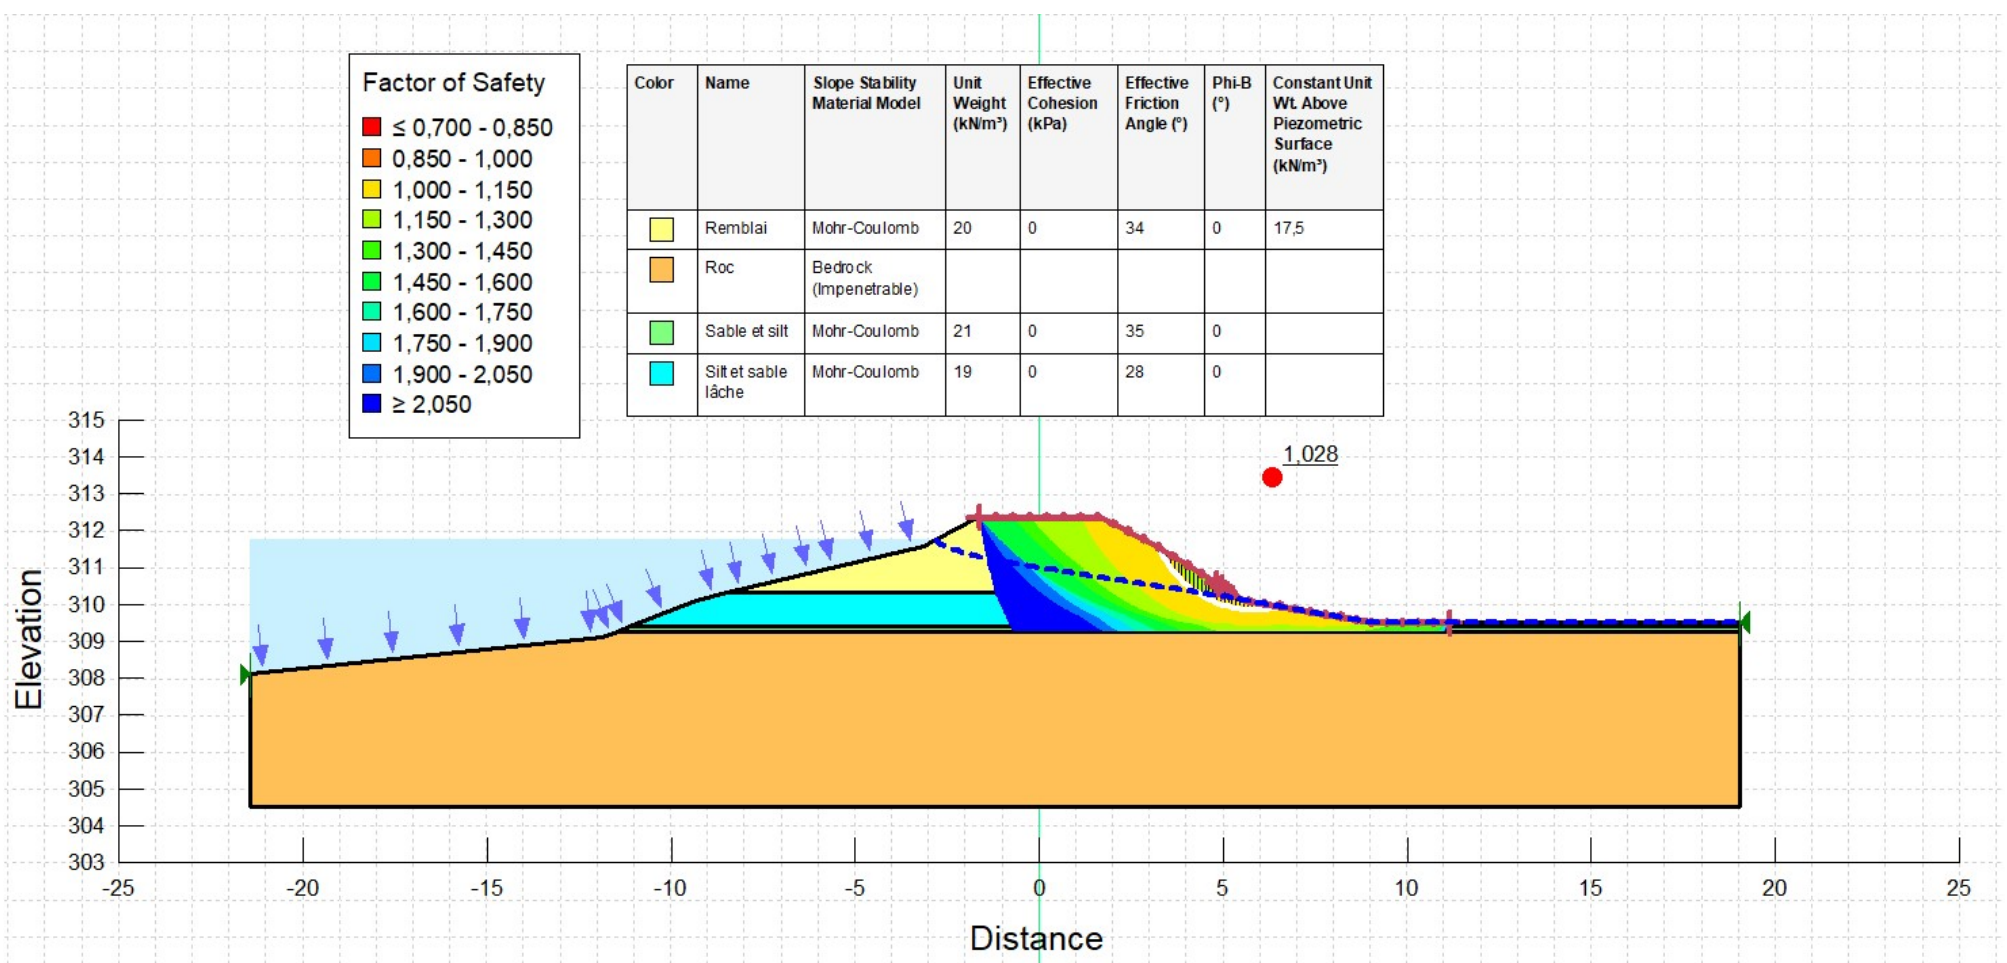 Factor of Safety
≤ 0,700 - 0,850
0,850 - 1,000
1,000 - 1,150
1,150 - 1,300
1,300 - 1,450
1,450 - 1,600
1,600 - 1,750
1,750 - 1,900
1,900 - 2,050
≥ 2,050
Color Name Slope Stability Unit Effective Effective Phi-B Constant Unit
Material Model Weight Cohesion Friction (°) Wt. Above
(kN/m³) (kPa) Angle (°) Piezometric
Surface
(kN/m³)
Remblai Mohr-Coulomb 20 0 34 0 17,5
Roc Bedrock
(Impenetrable)
Sable et silt Mohr-Coulomb 21 0 35 0
Silt et sable Mohr-Coulomb 19 0 28 0
lâche
1,028
Elevation
315
314
313
312
311
310
309
308
307
306
305
304
303
-25 -20 -15 -10 -5 0 5 10 15 20 25
Distance